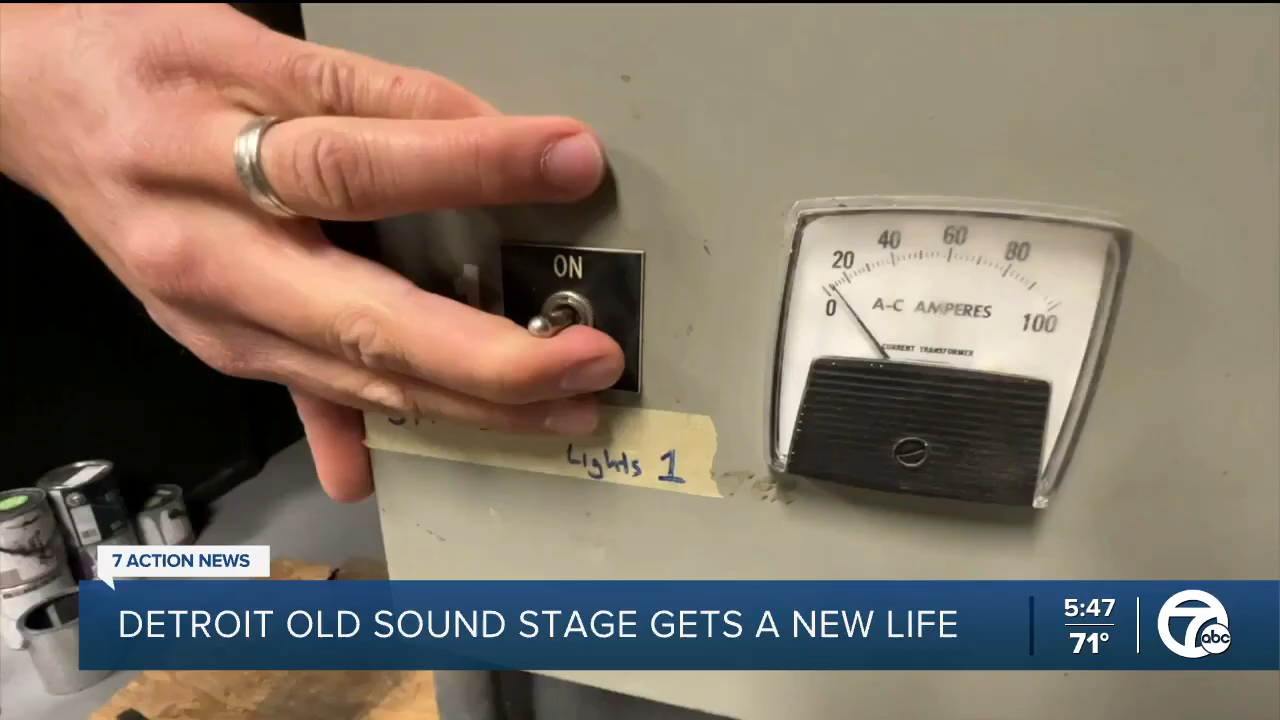 ON
20
40
60
80
0
100
A-C AMPERES
CURRENT TRANSFORMER
Lights 1
7 ACTION NEWS
DETROIT OLD SOUND STAGE GETS A NEW LIFE
5:47
71°
7 abc